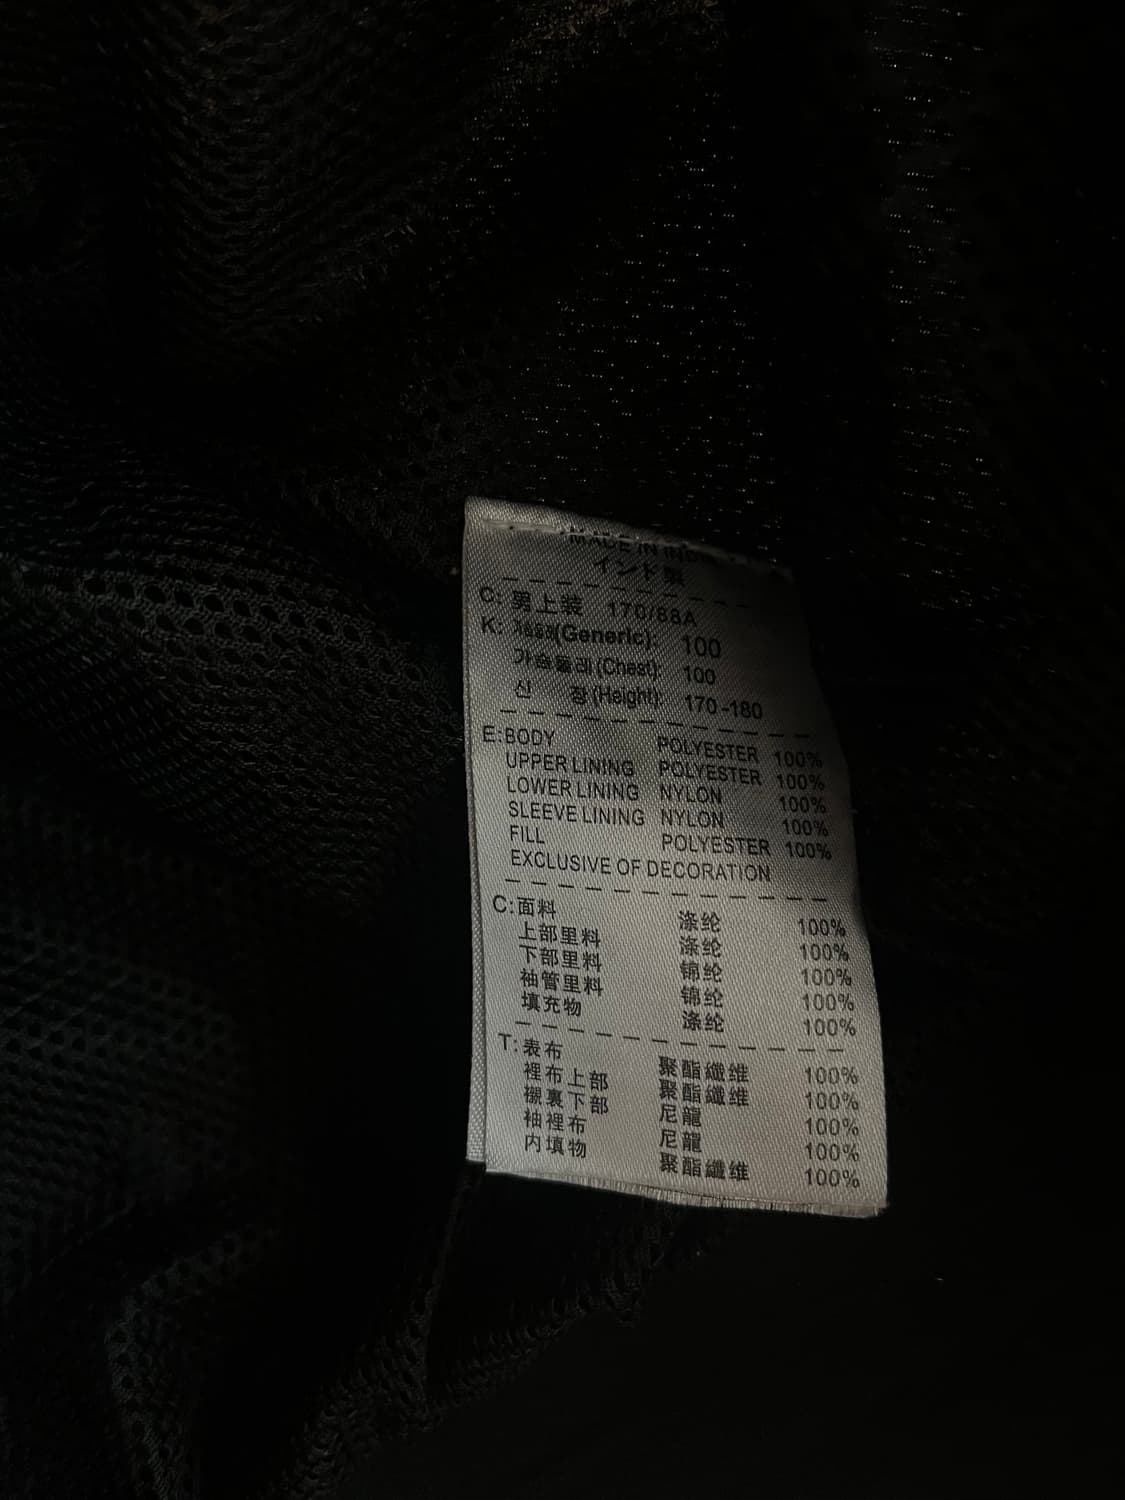 MADE IN
インド製
C: 男上装 170/88A
K: (Generic): 100
가슴둘레 (Chest): 100
신 장 (Height): 170-180
E:BODY POLYESTER 100%
UPPER LINING POLYESTER 100%
LOWER LINING NYLON 100%
SLEEVE LINING NYLON 100%
FILL POLYESTER 100%
EXCLUSIVE OF DECORATION
C:面料 涤纶 100%
上部里料 涤纶 100%
下部里料 锦纶 100%
袖管里料 锦纶 100%
填充物 涤纶 100%
T:表布 聚酯纖维 100%
裡布上部 聚酯纖维 100%
襯裏下部 尼龍 100%
袖裡布 尼龍 100%
内填物 聚酯纖维 100%